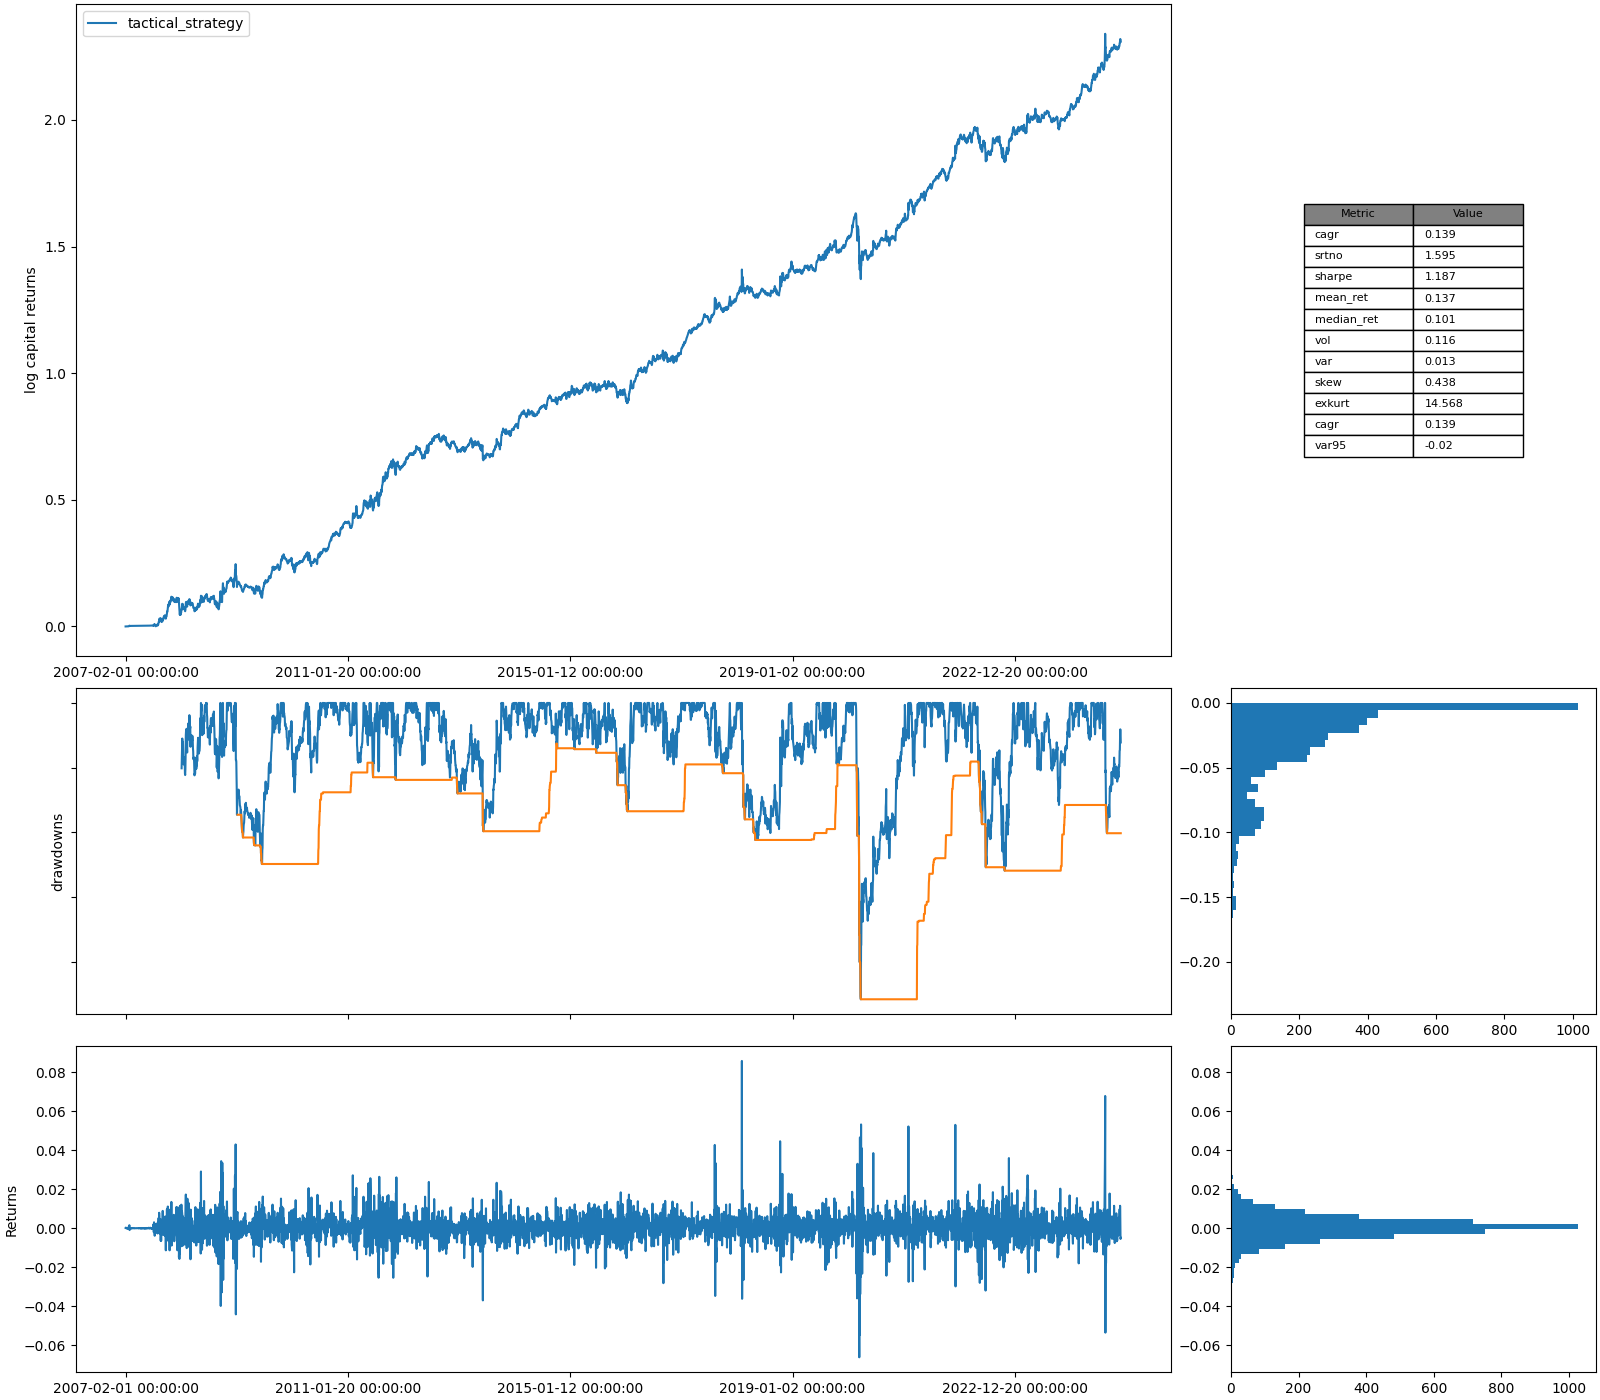 tactical_strategy
log capital returns
2.0
1.5
1.0
0.5
0.0
2007-02-01 00:00:00 2011-01-20 00:00:00 2015-01-12 00:00:00 2019-01-02 00:00:00 2022-12-20 00:00:00
Metric Value
cagr 0.139
srtno 1.595
sharpe 1.187
mean_ret 0.137
median_ret 0.101
vol 0.116
var 0.013
skew 0.438
exkurt 14.568
cagr 0.139
var95 -0.02
drawdowns
0.00
−0.05
−0.10
−0.15
−0.20
0 200 400 600 800 1000
Returns
0.08
0.06
0.04
0.02
0.00
−0.02
−0.04
−0.06
2007-02-01 00:00:00 2011-01-20 00:00:00 2015-01-12 00:00:00 2019-01-02 00:00:00 2022-12-20 00:00:00
0.08
0.06
0.04
0.02
0.00
−0.02
−0.04
−0.06
0 200 400 600 800 1000